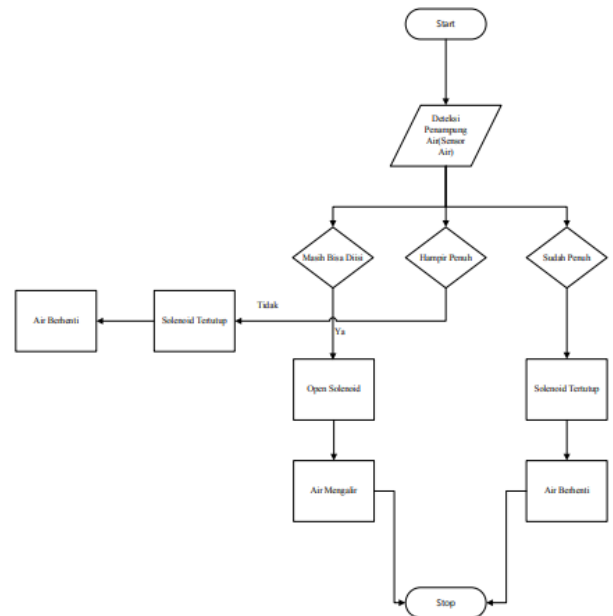 Start
Deteksi
Penampung
Air(Sensor
Air)
Masih Bisa Diisi
Hampir Penuh
Sudah Penuh
Tidak
Air Berhenti
Solenoid Tertutup
Ya
Open Solenoid
Solenoid Tertutup
Air Mengalir
Air Berhenti
Stop